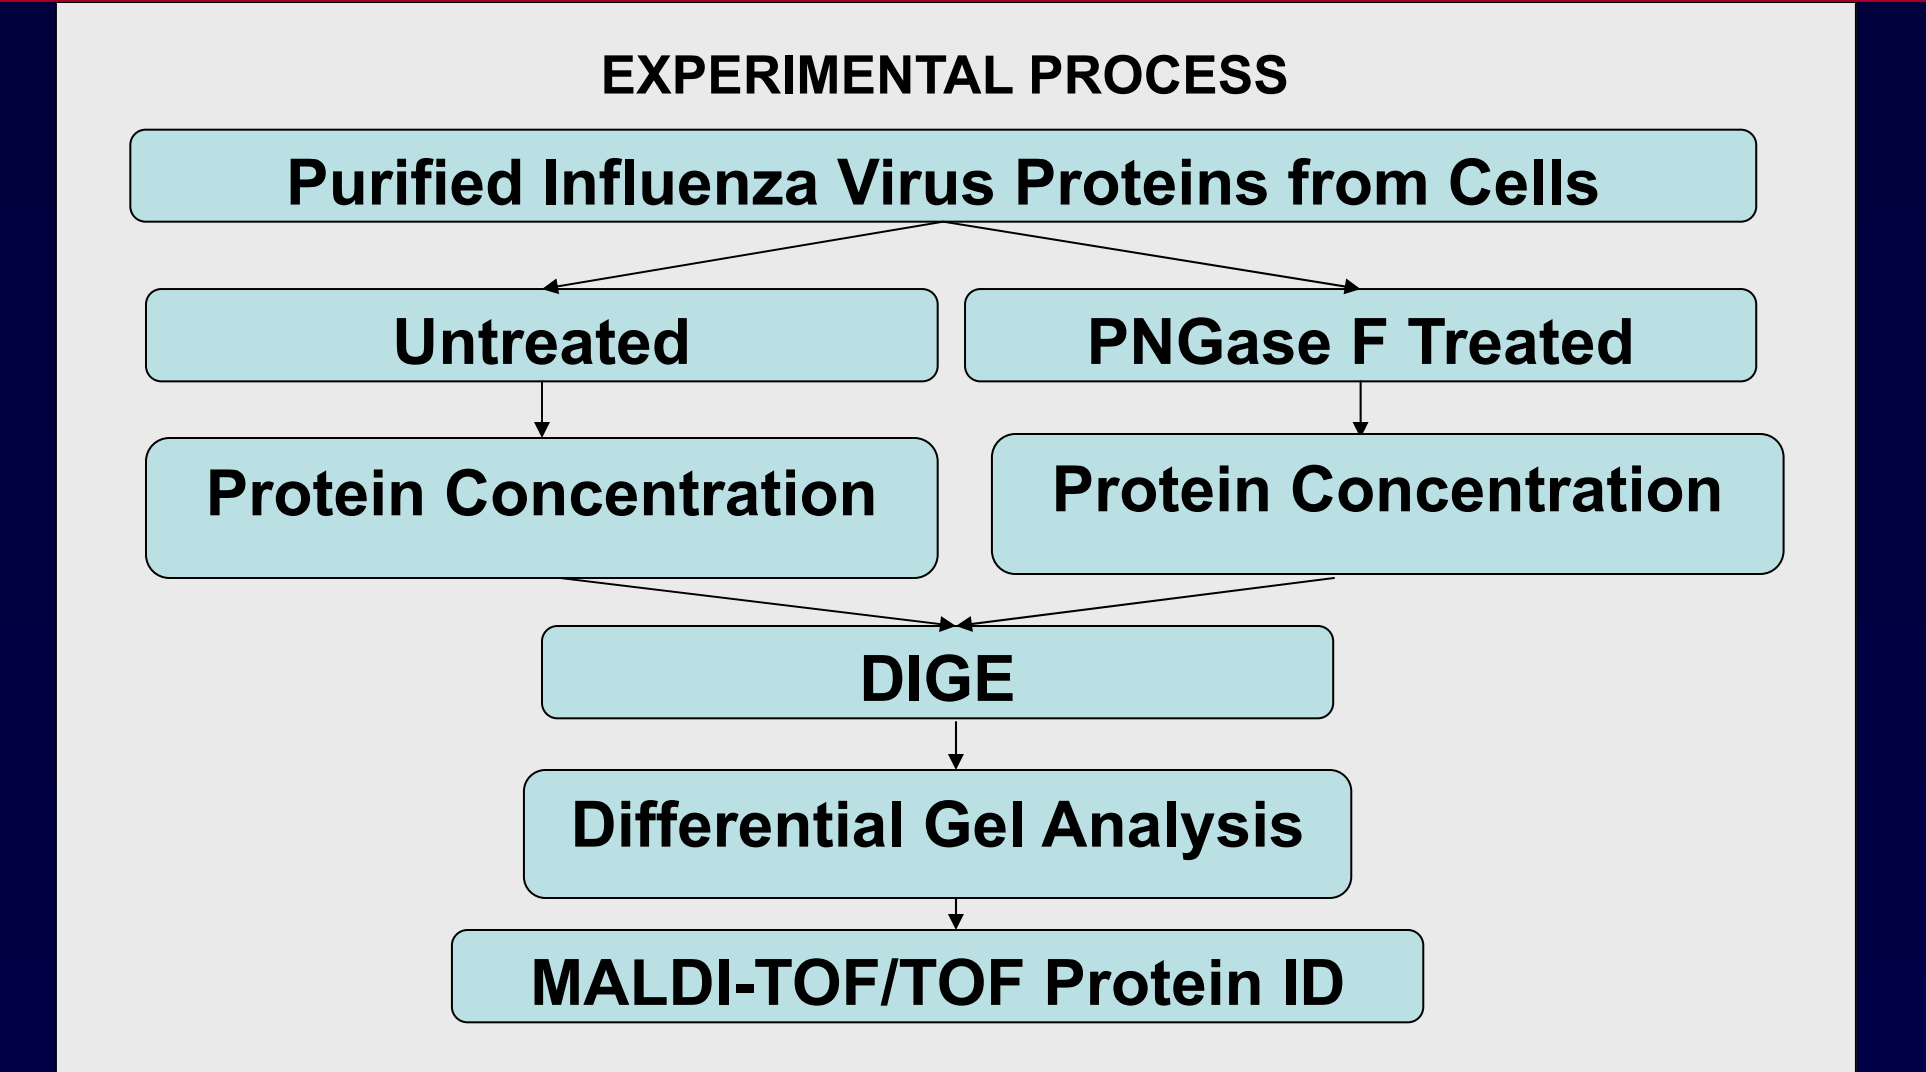 EXPERIMENTAL PROCESS
Purified Influenza Virus Proteins from Cells
Untreated
PNGase F Treated
Protein Concentration
Protein Concentration
DIGE
Differential Gel Analysis
MALDI-TOF/TOF Protein ID